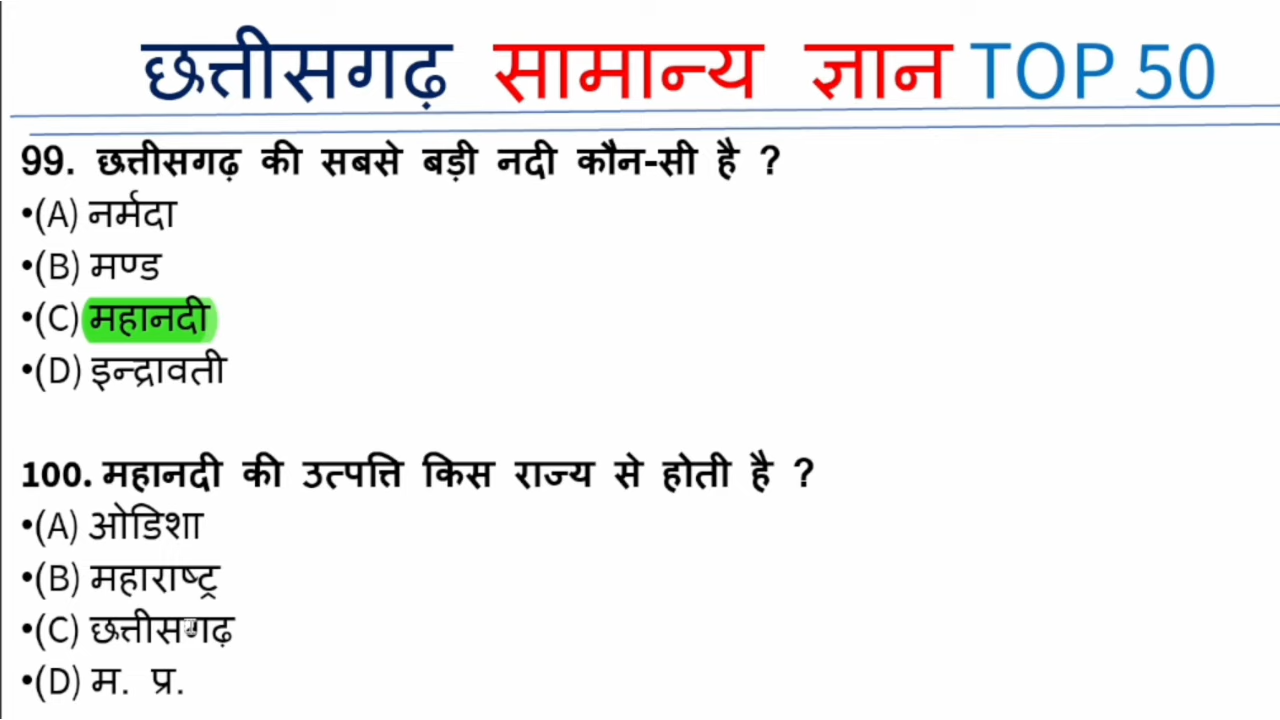 छत्तीसगढ़ सामान्य ज्ञान TOP 50
99. छत्तीसगढ़ की सबसे बड़ी नदी कौन-सी है ?
•(A) नर्मदा
•(B) मण्ड
•(C) महानदी
•(D) इन्द्रावती
100. महानदी की उत्पत्ति किस राज्य से होती है ?
•(A) ओडिशा
•(B) महाराष्ट्र
•(C) छत्तीसगढ़
•(D) म. प्र.